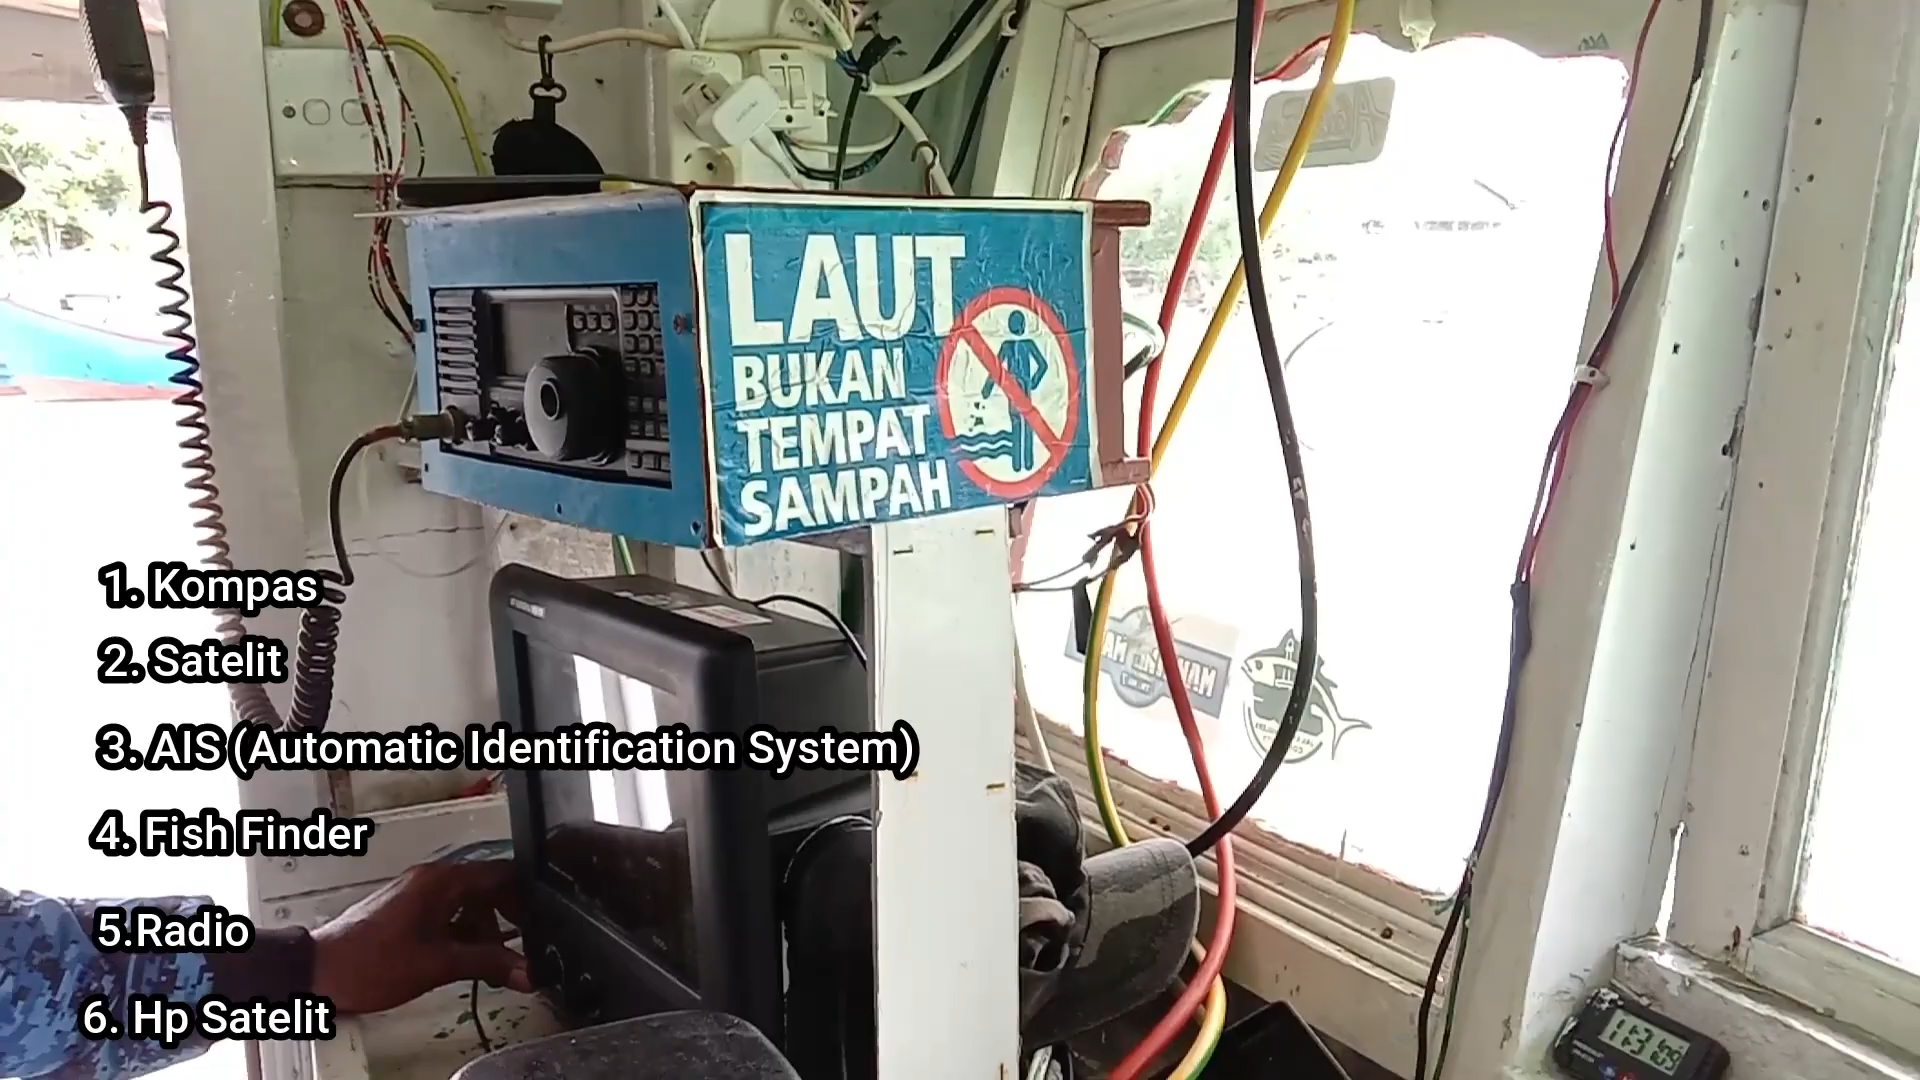 LAUT
BUKAN
TEMPAT
SAMPAH
1. Kompas
2. Satelit
3. AIS (Automatic Identification System)
4. Fish Finder
5.Radio
6. Hp Satelit